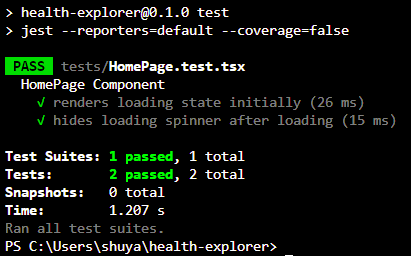 > health-explorer@0.1.0 test
> jest --reporters=default --coverage=false
PASS tests/HomePage.test.tsx
HomePage Component
√ renders loading state initially (26 ms)
√ hides loading spinner after loading (15 ms)
Test Suites: 1 passed, 1 total
Tests: 2 passed, 2 total
Snapshots: 0 total
Time: 1.207 s
Ran all test suites.
PS C:\Users\shuya\health-explorer>